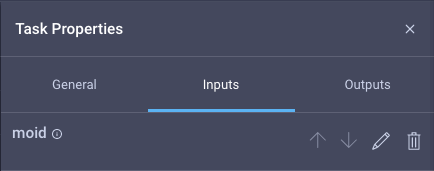 Task Properties
General Inputs Outputs
moid